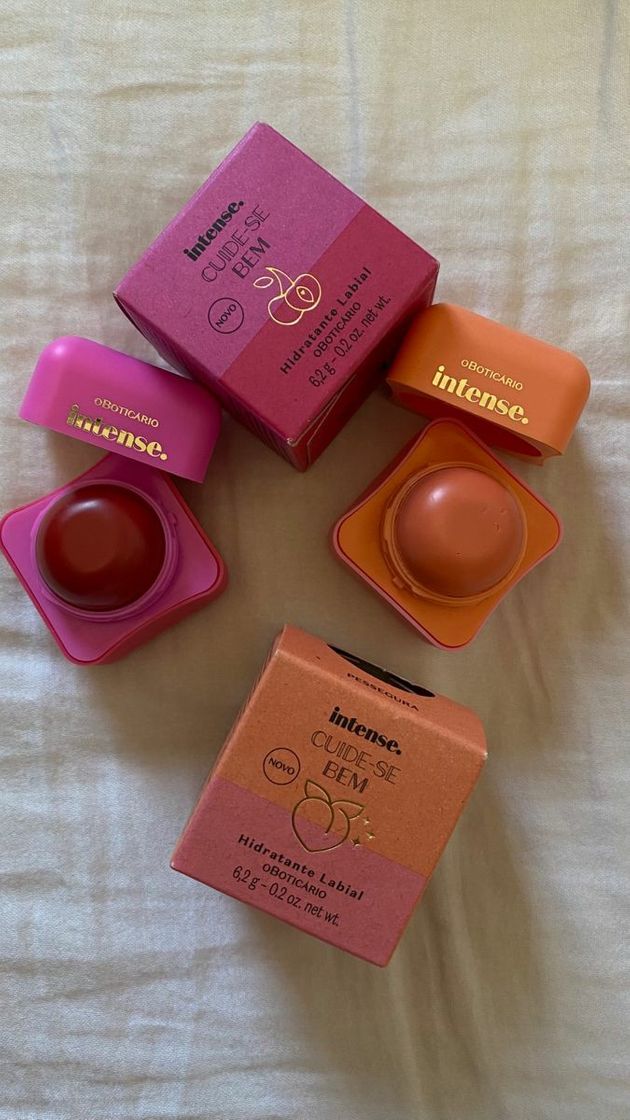 intense.
CUIDE-SE
BEM
NOVO
Hidratante Labial
oBOTICÁRIO
6,2 g - 0.2 oz. net wt.
oBOTICÁRIO
intense.
oBOTICÁRIO
intense.
PESSEGURA
intense.
CUIDE-SE
BEM
NOVO
Hidratante Labial
oBOTICÁRIO
6,2 g - 0.2 oz. net wt.